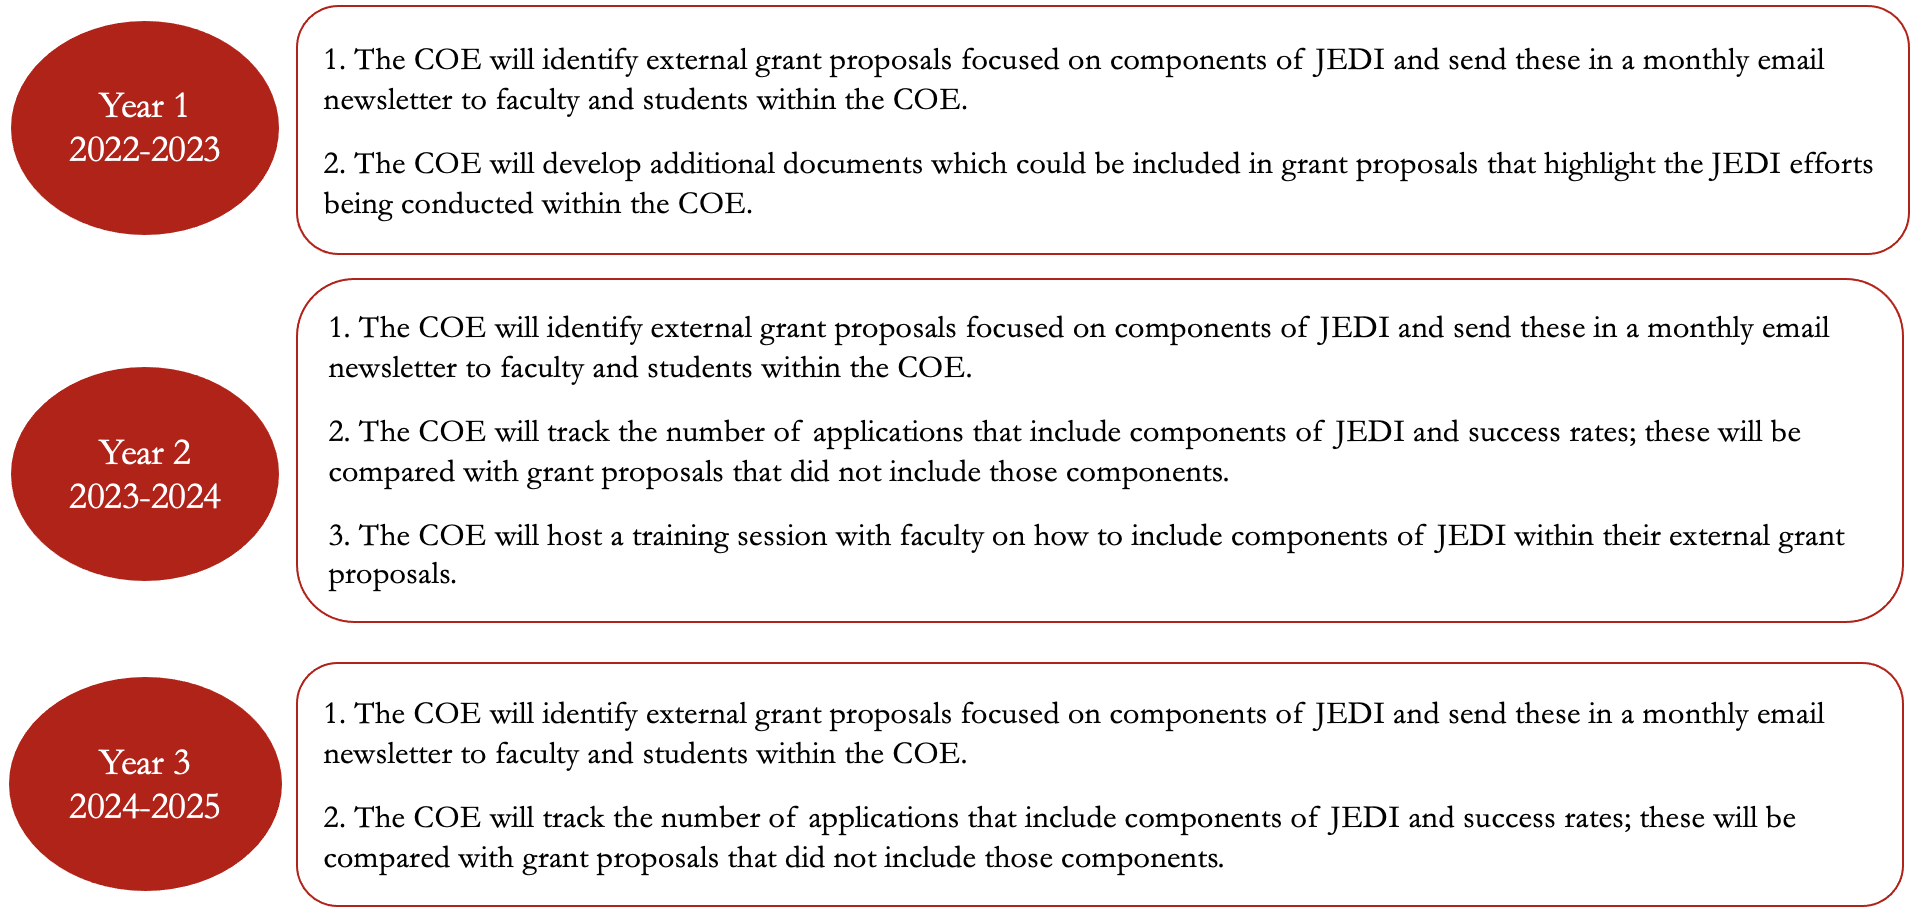 Year 1
2022-2023
1. The COE will identify external grant proposals focused on components of JEDI and send these in a monthly email
newsletter to faculty and students within the COE.
2. The COE will develop additional documents which could be included in grant proposals that highlight the JEDI efforts
being conducted within the COE.
Year 2
2023-2024
1. The COE will identify external grant proposals focused on components of JEDI and send these in a monthly email
newsletter to faculty and students within the COE.
2. The COE will track the number of applications that include components of JEDI and success rates; these will be
compared with grant proposals that did not include those components.
3. The COE will host a training session with faculty on how to include components of JEDI within their external grant
proposals.
Year 3
2024-2025
1. The COE will identify external grant proposals focused on components of JEDI and send these in a monthly email
newsletter to faculty and students within the COE.
2. The COE will track the number of applications that include components of JEDI and success rates; these will be
compared with grant proposals that did not include those components.